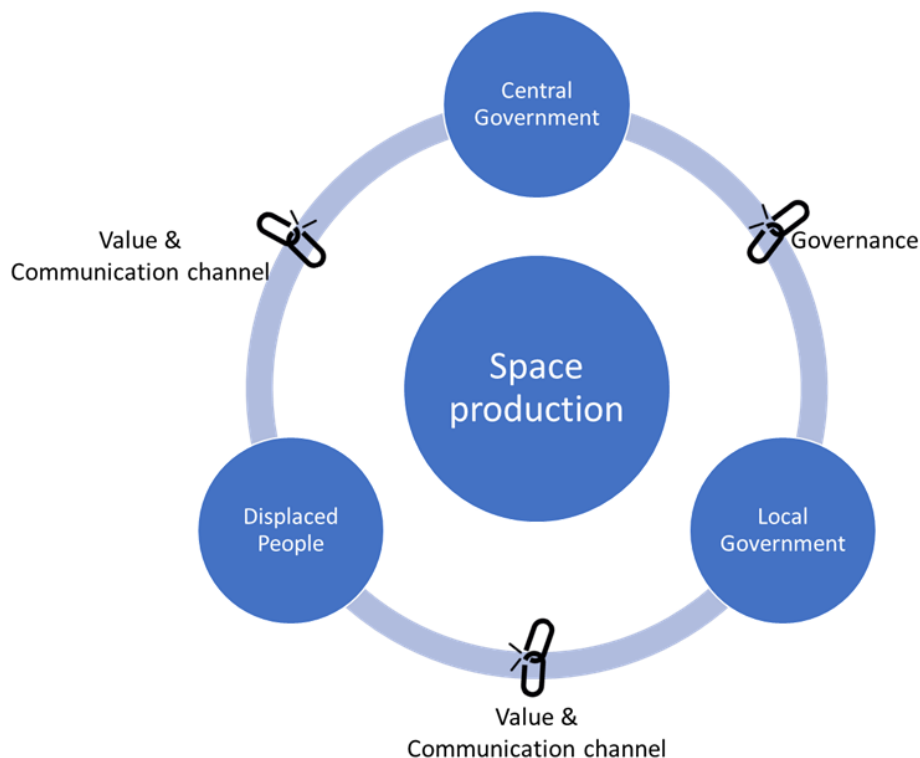 Central
Government
Value &
Communication channel
Governance
Space
production
Displaced
People
Local
Government
Value &
Communication channel